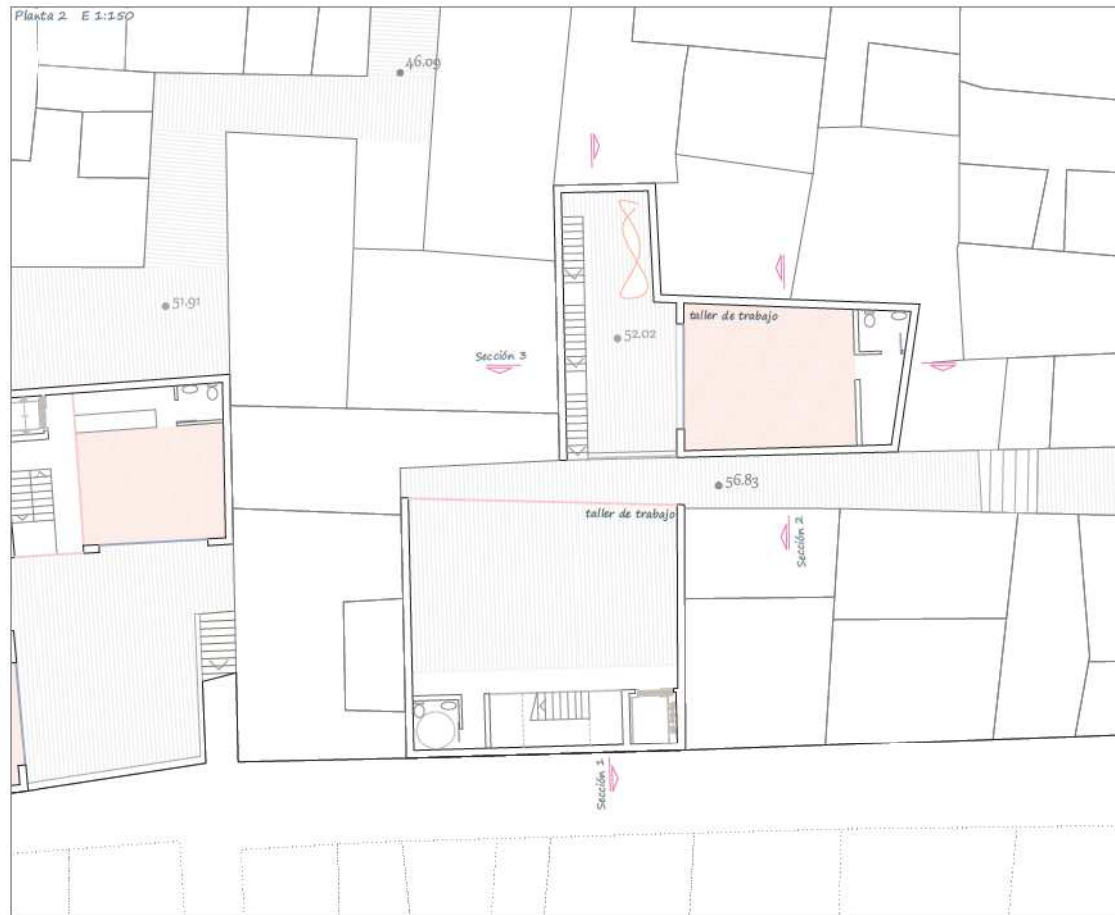 Planta 2 E 1:150
46.09
51.91
52.02
taller de trabajo
Sección 3
56.83
taller de trabajo
Sección 2
Sección 1